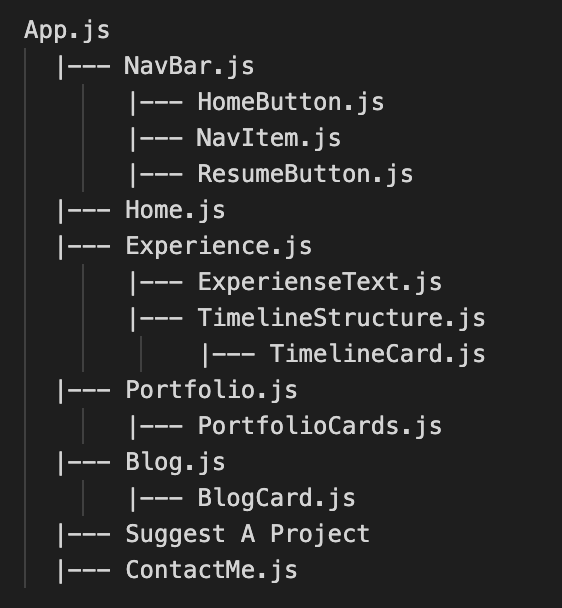 App.js
|--- NavBar.js
|--- HomeButton.js
|--- NavItem.js
|--- ResumeButton.js
|--- Home.js
|--- Experience.js
|--- ExperienseText.js
|--- TimelineStructure.js
|--- TimelineCard.js
|--- Portfolio.js
|--- PortfolioCards.js
|--- Blog.js
|--- BlogCard.js
|--- Suggest A Project
|--- ContactMe.js